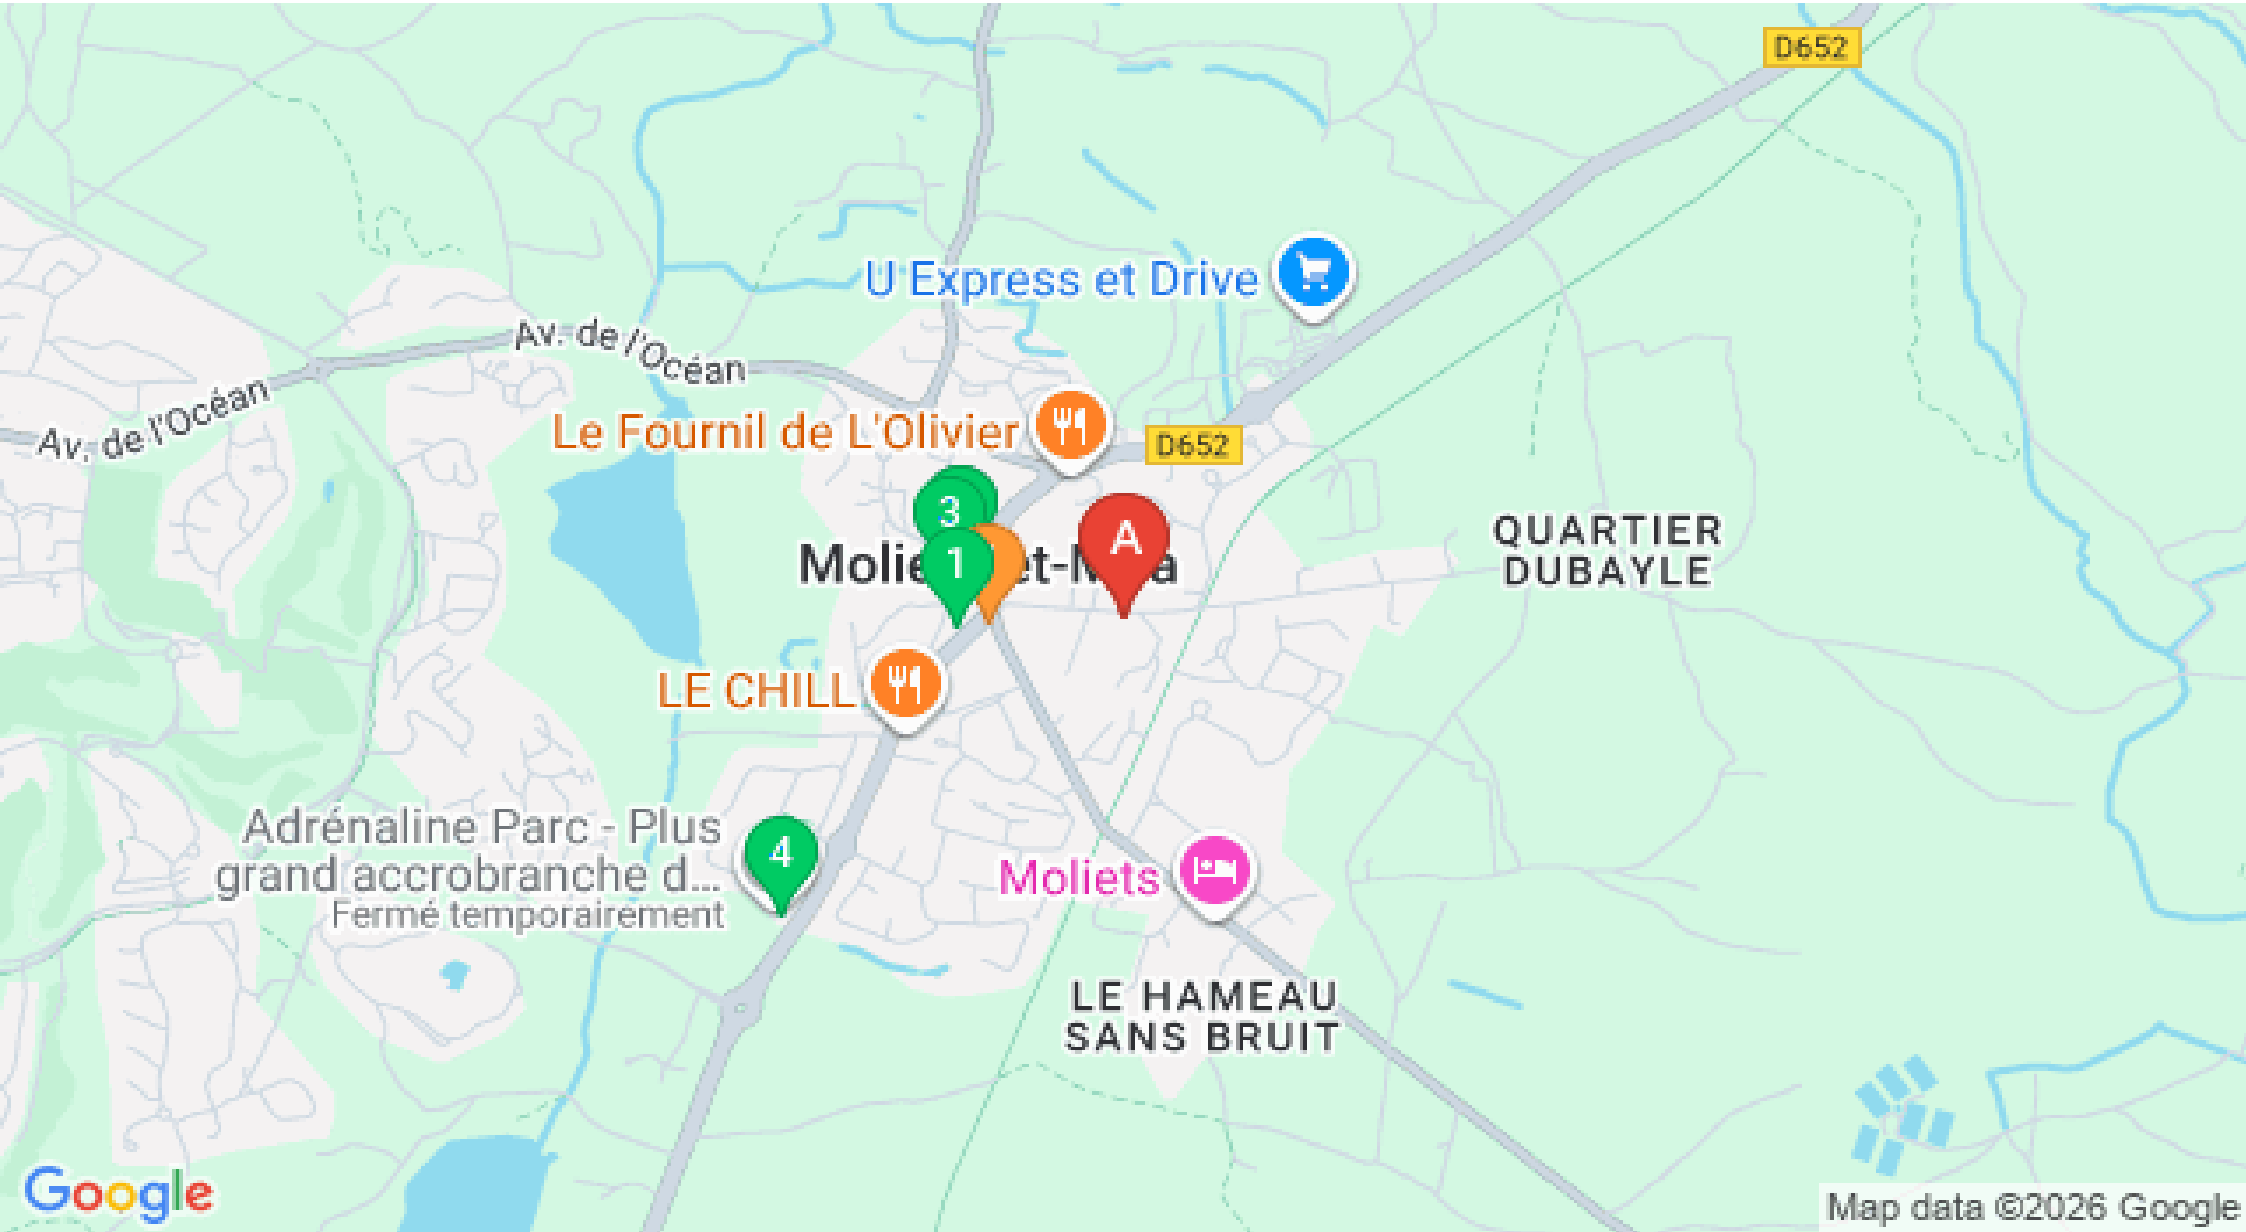 D652
U Express et Drive
Av. de l'Océan
Av. de l'Océan
Le Fournil de L'Olivier
D652
3
A
1
QUARTIER
DUBAYLE
LE CHILL
Adrénaline Parc - Plus
grand accrobranche d...
Fermé temporairement
4
Moliets
LE HAMEAU
SANS BRUIT
Google
Map data ©2026 Google